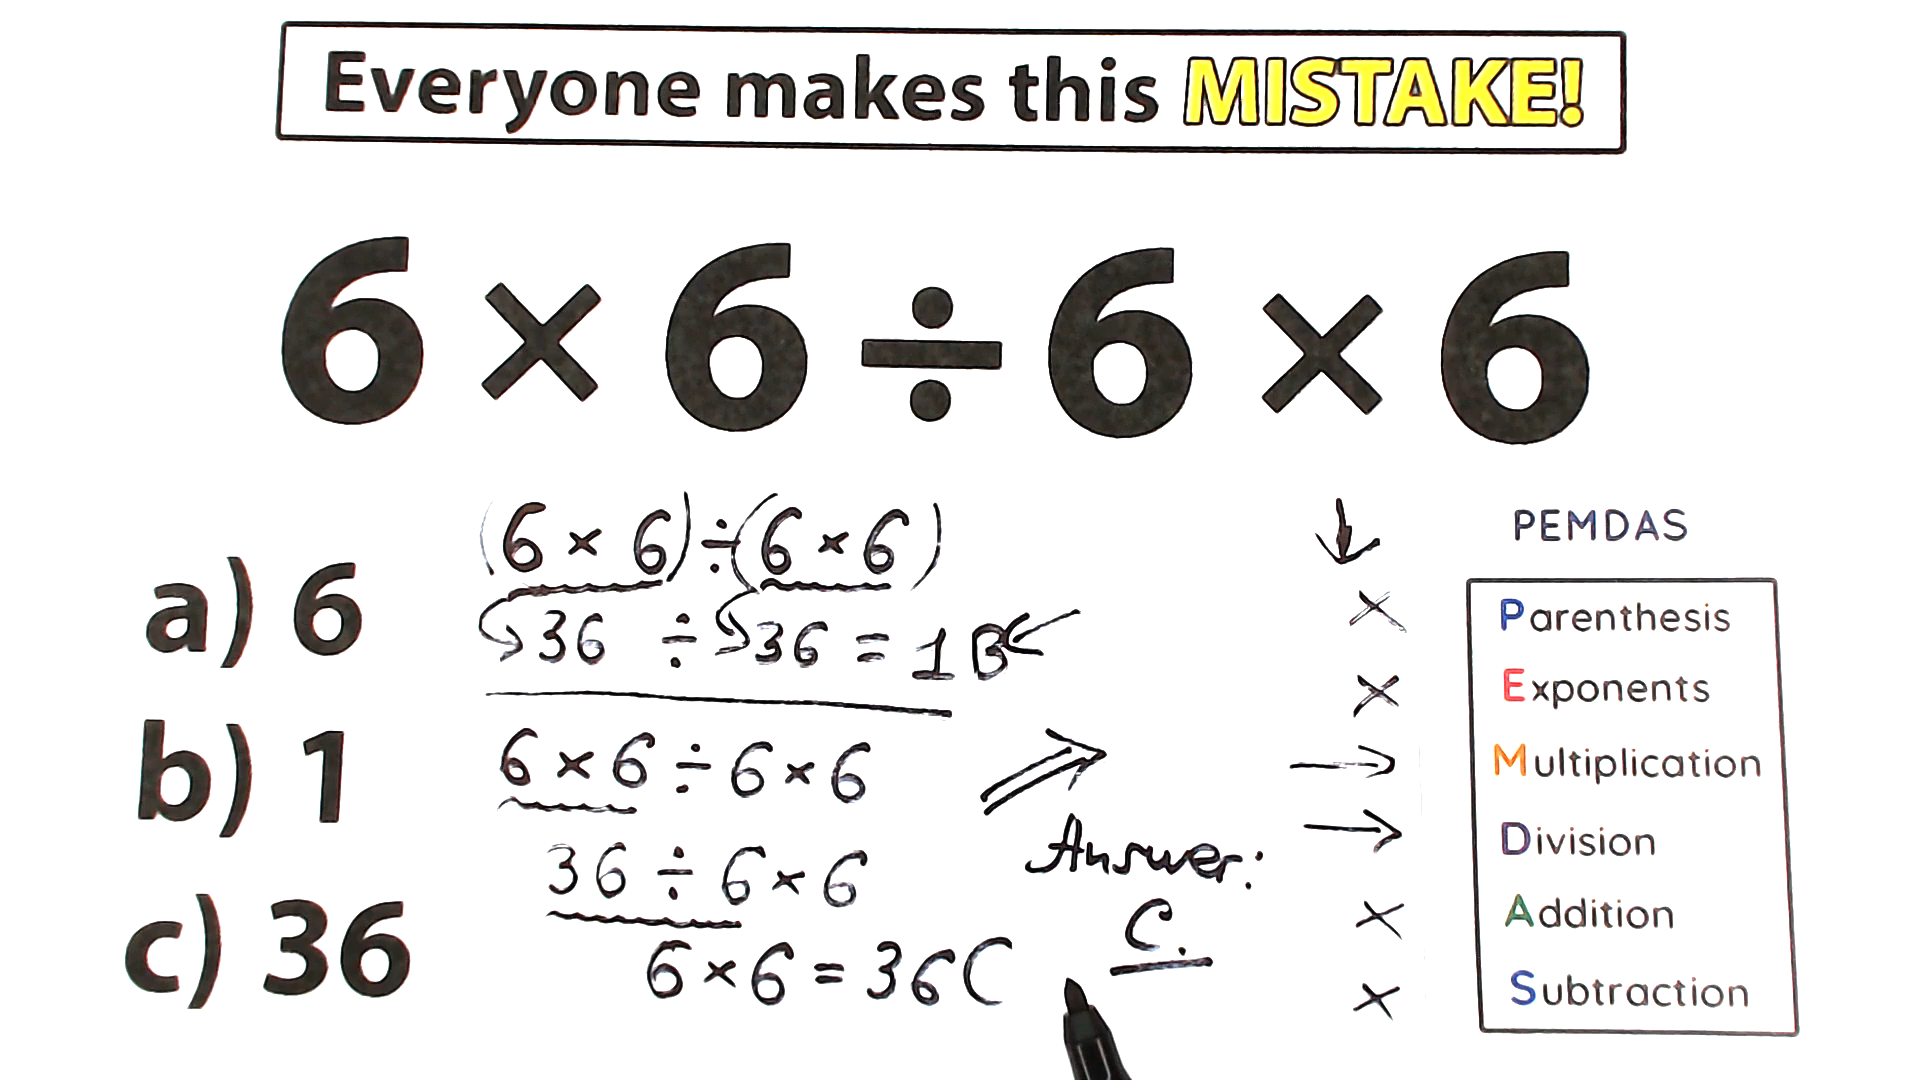 Everyone makes this MISTAKE!
6 × 6 ÷ 6 × 6
a) 6
b) 1
c) 36
(6 × 6) ÷ (6 × 6)
36 ÷ 36 = 1 B
6 × 6 ÷ 6 × 6
36 ÷ 6 × 6
6 × 6 = 36 C
Answer:
C.
PEMDAS
Parenthesis
Exponents
Multiplication
Division
Addition
Subtraction